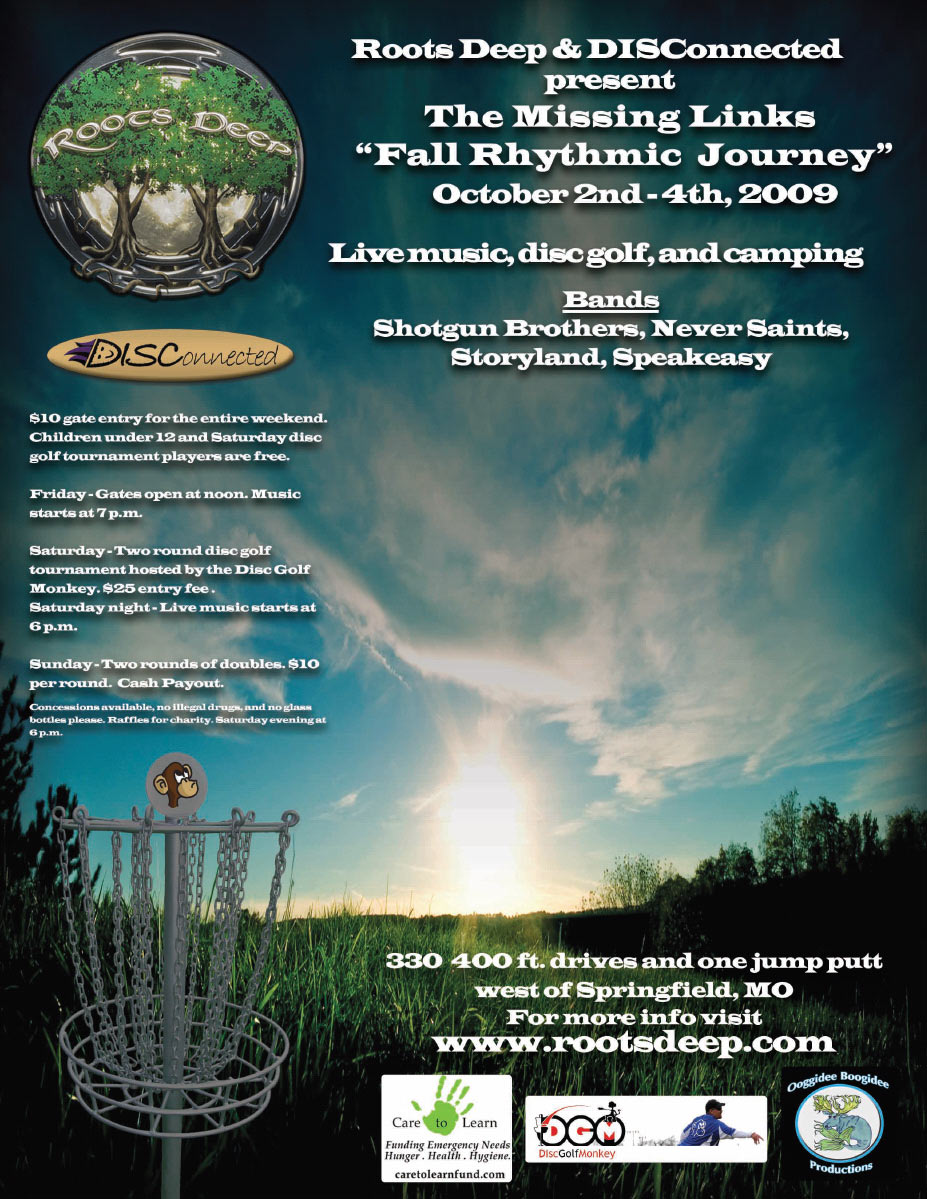 Roots Deep & DISConnected
present
The Missing Links
“Fall Rhythmic Journey”
October 2nd - 4th, 2009
Live music, disc golf, and camping
Bands
Shotgun Brothers, Never Saints,
Storyland, Speakeasy
Roots Deep
DISConnected
$10 gate entry for the entire weekend.
Children under 12 and Saturday disc
golf tournament players are free.
Friday - Gates open at noon. Music
starts at 7 p.m.
Saturday - Two round disc golf
tournament hosted by the Disc Golf
Monkey. $25 entry fee .
Saturday night - Live music starts at
6 p.m.
Sunday - Two rounds of doubles. $10
per round. Cash Payout.
Concessions available, no illegal drugs, and no glass
bottles please. Raffles for charity. Saturday evening at
6 p.m.
330 400 ft. drives and one jump putt
west of Springfield, MO
For more info visit
www.rootsdeep.com
Care to Learn
Funding Emergency Needs
Hunger . Health . Hygiene.
caretolearnfund.com
DGM
DiscGolfMonkey
Ooggidee Boogidee
Productions